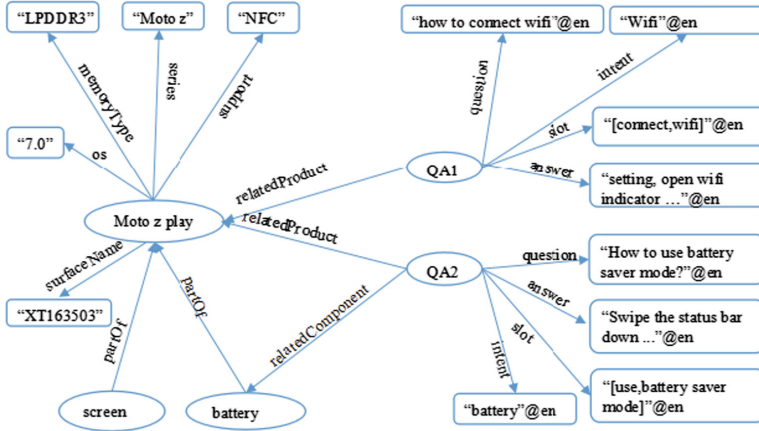 “LPDDR3”
“Moto z”
“NFC”
“how to connect wifi”@en
“Wifi”@en
memoryType
series
support
question
intent
“7.0”
os
slot
“[connect,wifi]”@en
QA1
answer
“setting, open wifi
indicator …”@en
relatedProduct
Moto z play
relatedProduct
surfaceName
“XT163503”
partOf
partOf
relatedComponent
QA2
question
“How to use battery
saver mode?”@en
answer
“Swipe the status bar
down ...”@en
slot
intent
“[use,battery saver
mode]”@en
screen
battery
“battery”@en